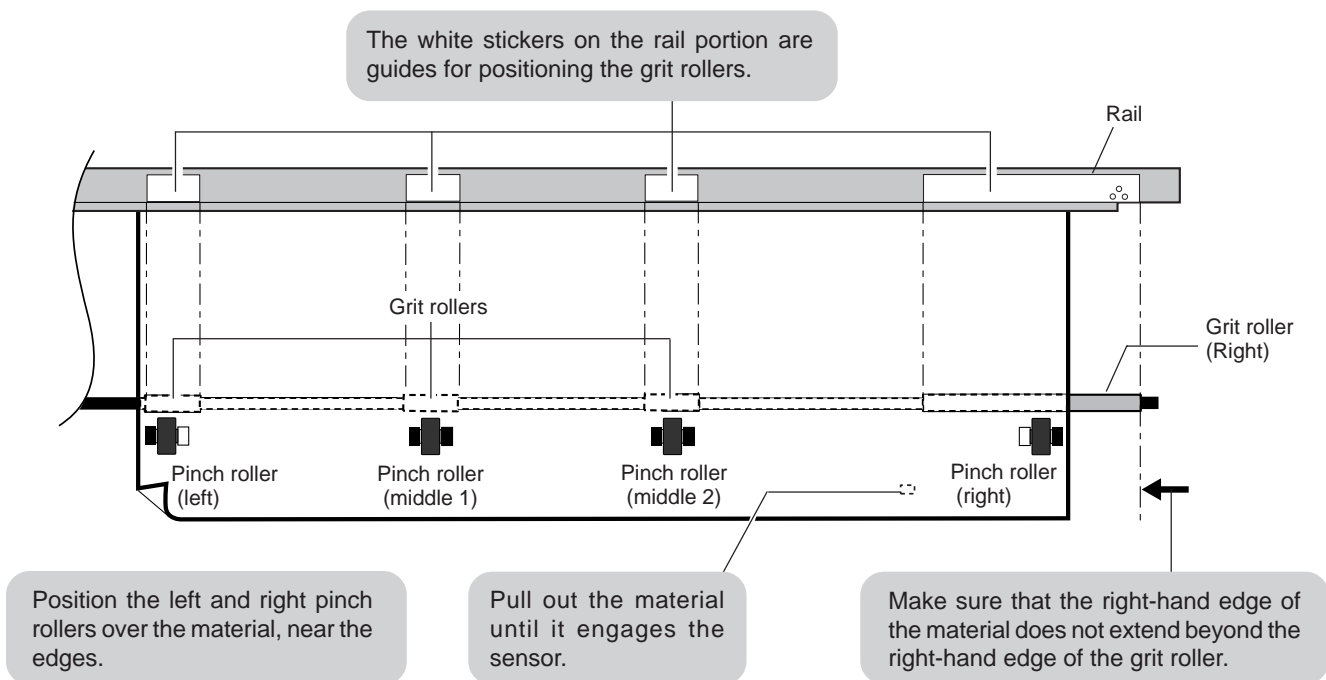 The white stickers on the rail portion are
guides for positioning the grit rollers.
Rail
Grit rollers
Grit roller
(Right)
Pinch roller
(left)
Pinch roller
(middle 1)
Pinch roller
(middle 2)
Pinch roller
(right)
Position the left and right pinch
rollers over the material, near the
edges.
Pull out the material
until it engages the
sensor.
Make sure that the right-hand edge of
the material does not extend beyond the
right-hand edge of the grit roller.